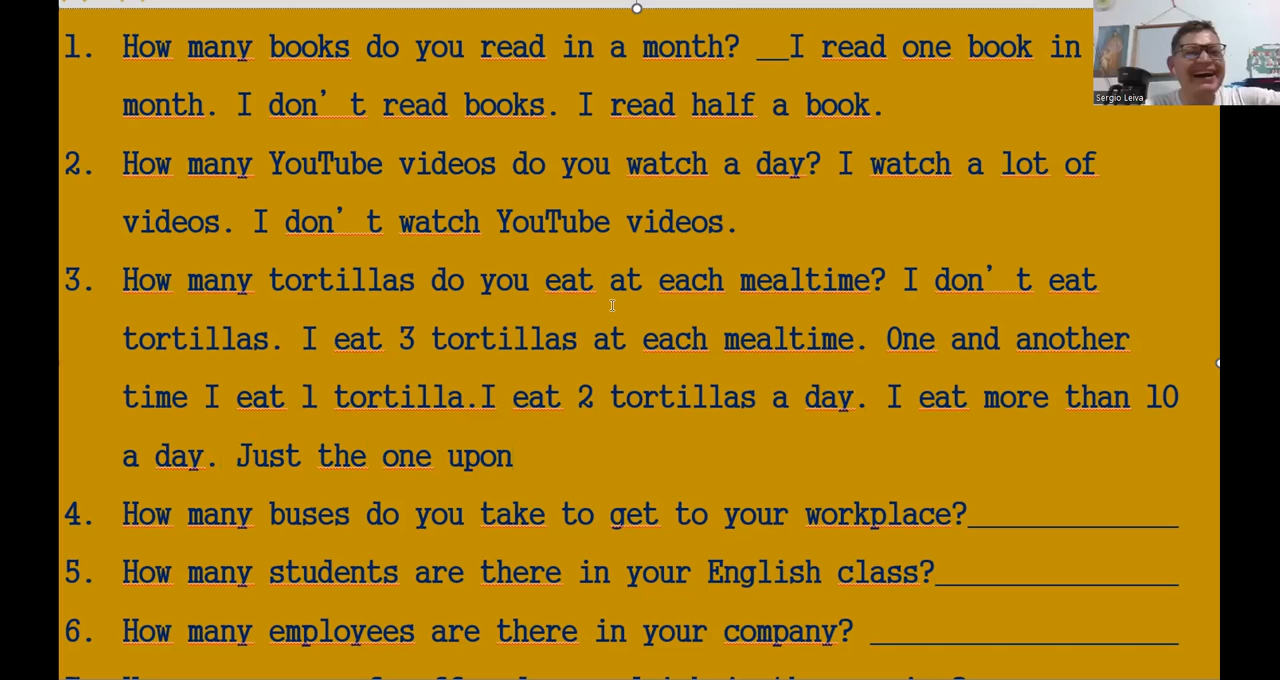 1. How many books do you read in a month? __I read one book in
month. I don't read books. I read half a book.
2. How many YouTube videos do you watch a day? I watch a lot of
videos. I don't watch YouTube videos.
3. How many tortillas do you eat at each mealtime? I don't eat
tortillas. I eat 3 tortillas at each mealtime. One and another
time I eat 1 tortilla.I eat 2 tortillas a day. I eat more than 10
a day. Just the one upon
4. How many buses do you take to get to your workplace?_____________
5. How many students are there in your English class?_______________
6. How many employees are there in your company? ___________________
Sergio Leiva